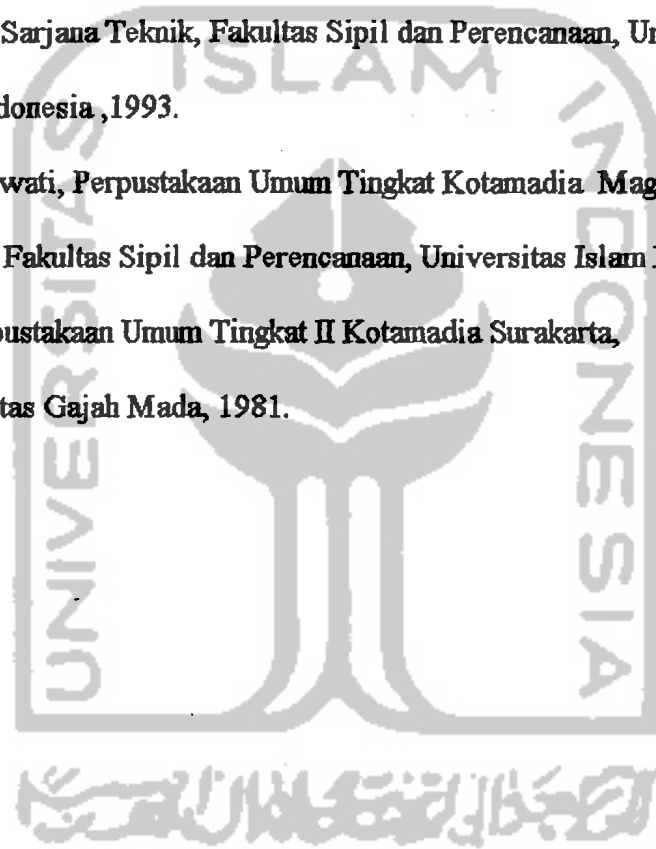 Sarjana Teknik, Fakultas Sipil dan Perencanaan, Un
donesia ,1993.
wati, Perpustakaan Umum Tingkat Kotamadia Mag
Fakultas Sipil dan Perencanaan, Universitas Islam
pustakaan Umum Tingkat II Kotamadia Surakarta,
tas Gajah Mada, 1981.
ISLAM
UNIVERSITAS
INDONESIA